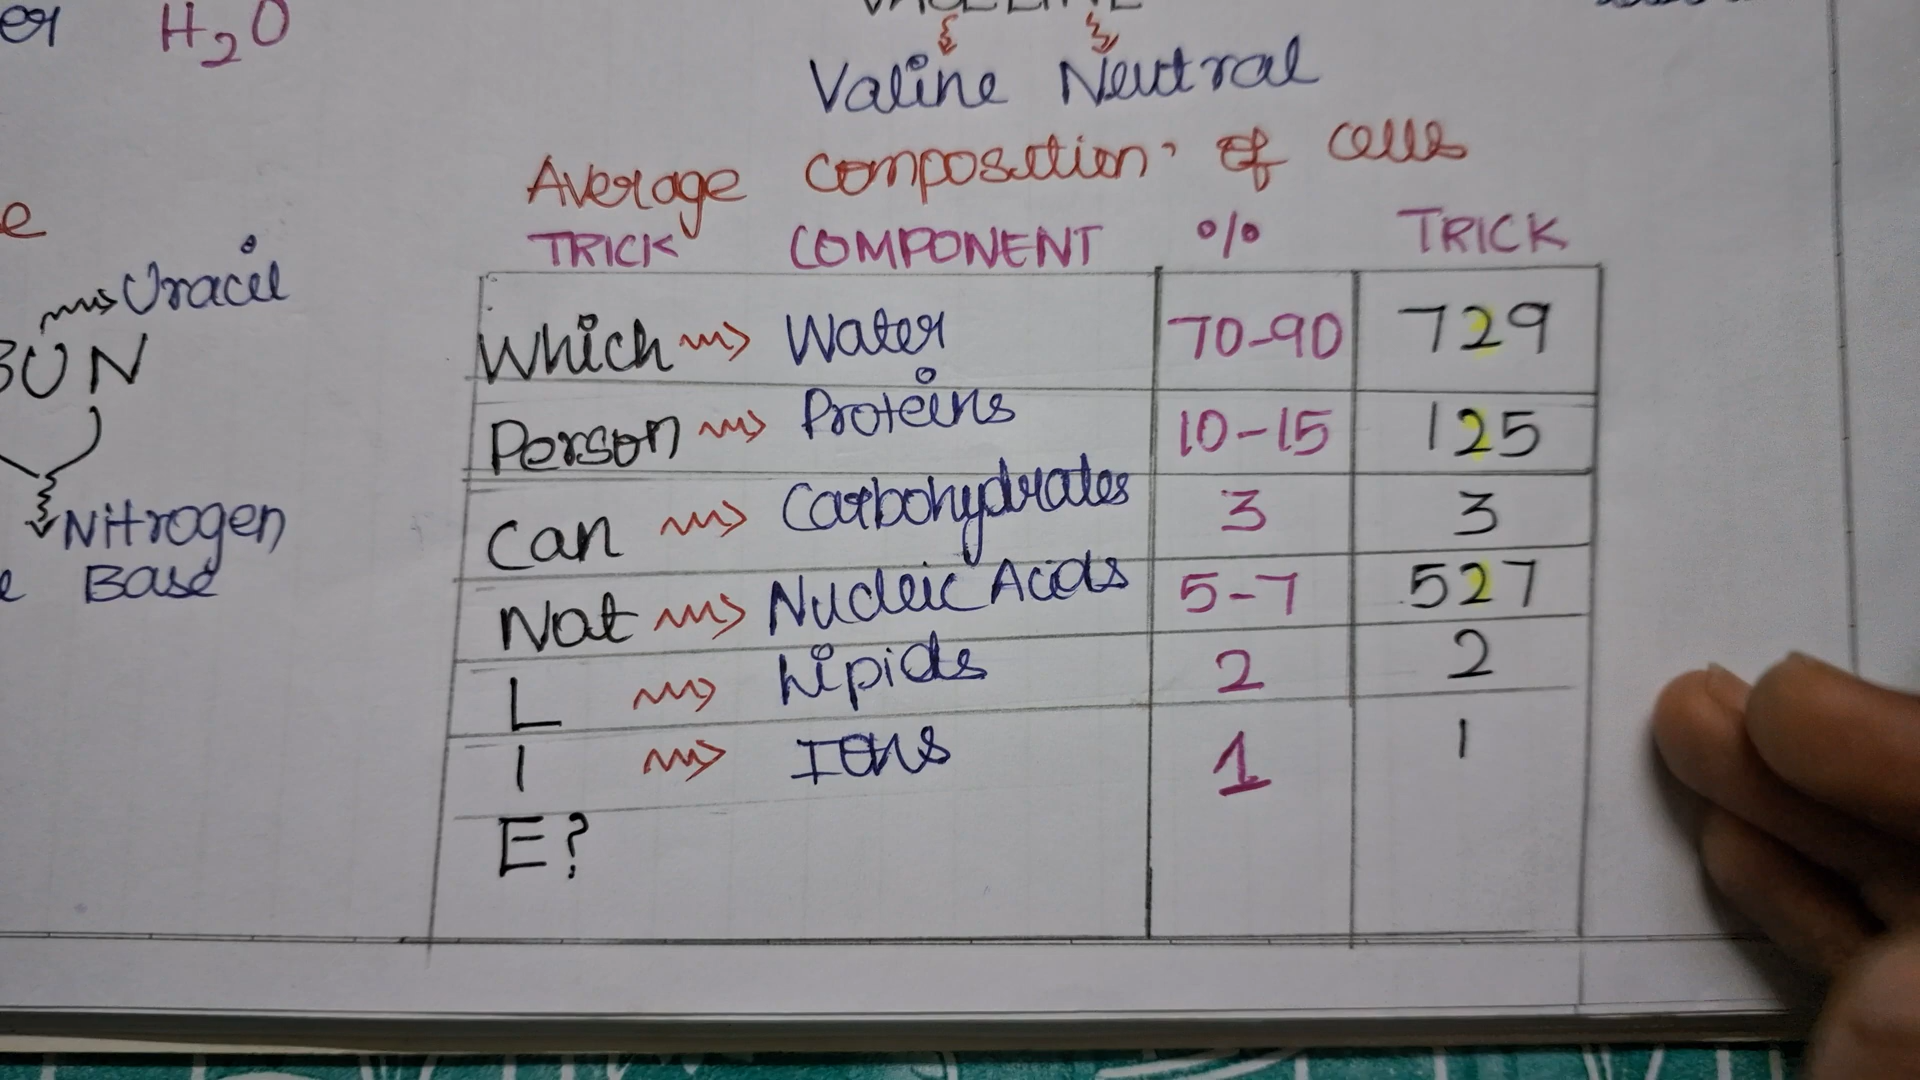 H2O
Valine Neutral
Average Composition of cells
TRICK COMPONENT % TRICK
Which Water 70-90 729
Person Proteins 10-15 125
Can Carbohydrates 3 3
Not Nucleic Acids 5-7 527
L Lipids 2 2
I Ions 1 1
E?
Uracil
UN
Nitrogen
Base